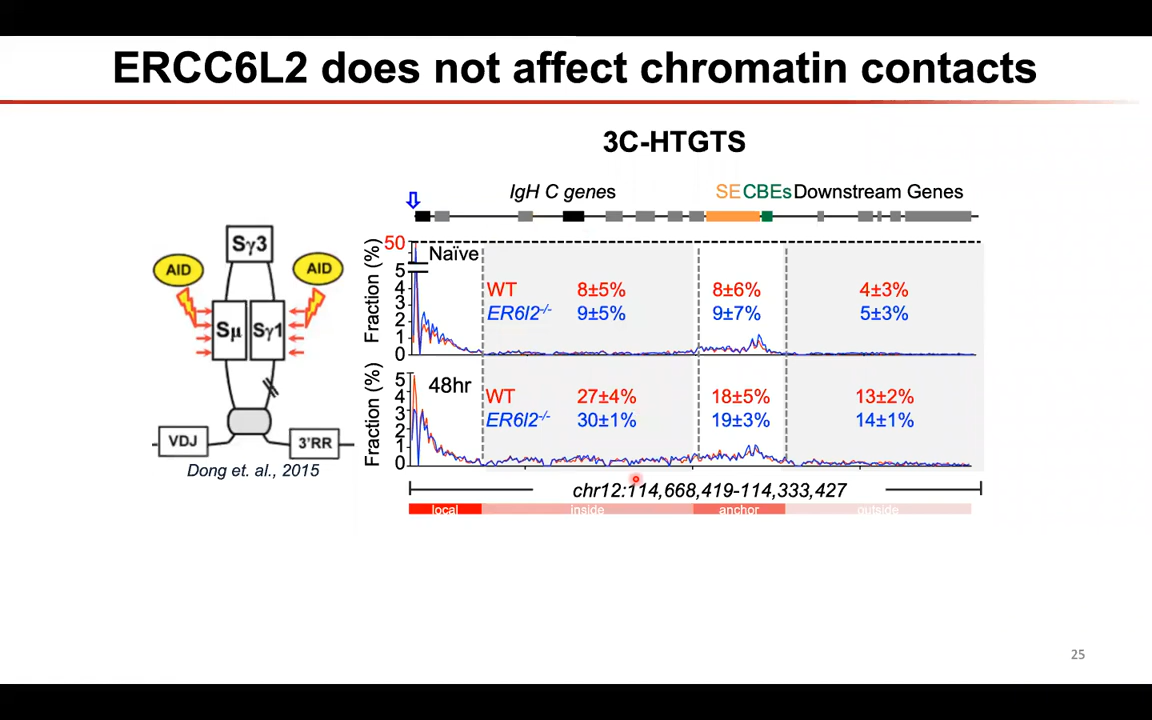 ERCC6L2 does not affect chromatin contacts
3C-HTGTS
IgH C genes SE CBEs Downstream Genes
Sγ3
AID AID
Sμ Sγ1
VDJ 3'RR
Dong et. al., 2015
Fraction (%)
50
5
4
3
2
1
0
Naïve
WT 8±5% 8±6% 4±3%
ER6l2-/- 9±5% 9±7% 5±3%
Fraction (%)
5
4
3
2
1
0
48hr
WT 27±4% 18±5% 13±2%
ER6l2-/- 30±1% 19±3% 14±1%
chr12:114,668,419-114,333,427
local inside anchor outside
25